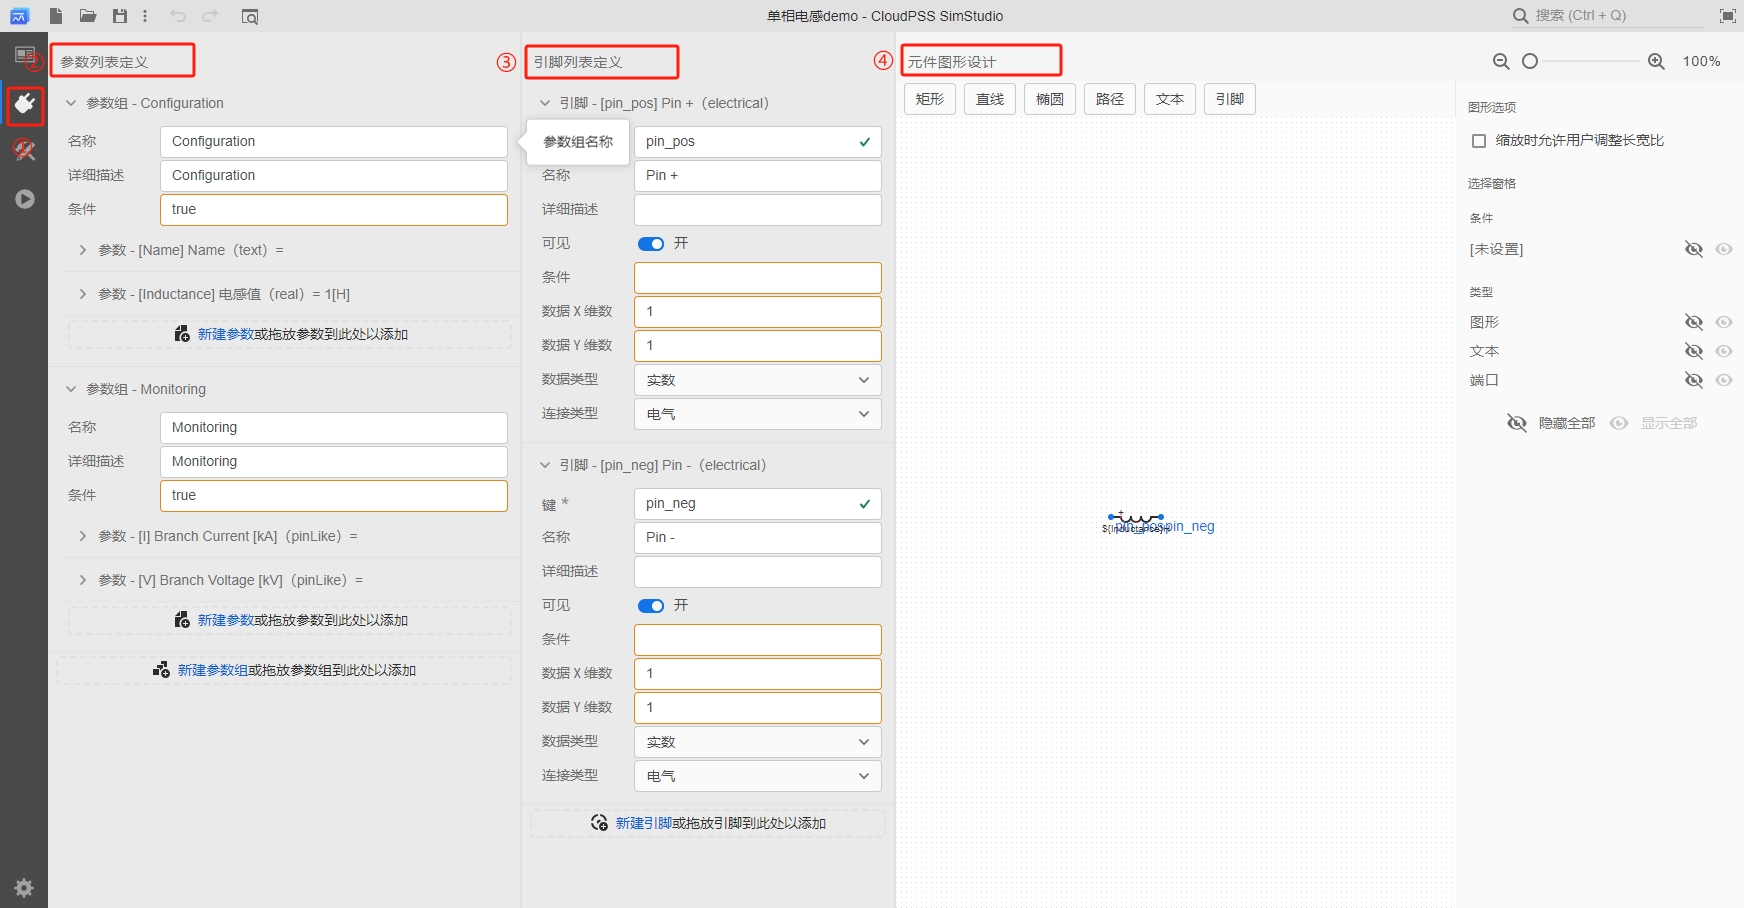 单相电感demo - CloudPSS SimStudio
搜索 (Ctrl + Q)
①
②
参数列表定义
参数组 - Configuration
名称
Configuration
详细描述
Configuration
条件
true
参数 - [Name] Name（text）=
参数 - [Inductance] 电感值（real）= 1[H]
新建参数或拖放参数到此处以添加
参数组 - Monitoring
名称
Monitoring
详细描述
Monitoring
条件
true
参数 - [I] Branch Current [kA]（pinLike）=
参数 - [V] Branch Voltage [kV]（pinLike）=
新建参数或拖放参数到此处以添加
新建参数组或拖放参数组到此处以添加
③
引脚列表定义
引脚 - [pin_pos] Pin +（electrical）
参数组名称
pin_pos
名称
Pin +
详细描述
可见
开
条件
数据 X 维数
1
数据 Y 维数
1
数据类型
实数
连接类型
电气
引脚 - [pin_neg] Pin -（electrical）
键 *
pin_neg
名称
Pin -
详细描述
可见
开
条件
数据 X 维数
1
数据 Y 维数
1
数据类型
实数
连接类型
电气
新建引脚或拖放引脚到此处以添加
④
元件图形设计
100%
矩形
直线
椭圆
路径
文本
引脚
+
pin_pos
pin_neg
图形选项
缩放时允许用户调整长宽比
选择窗格
条件
[未设置]
类型
图形
文本
端口
隐藏全部
显示全部